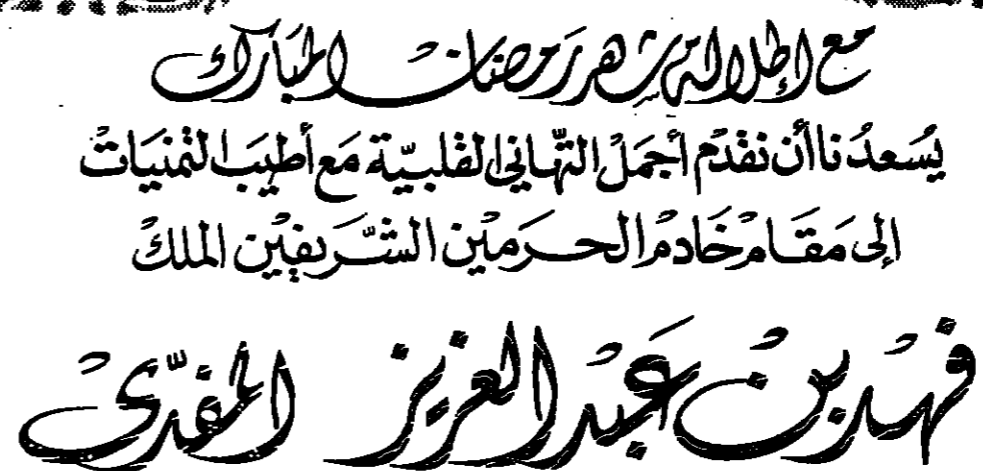 مع إطلالة شهر رمضان المبارك
يسعدنا أن نقدم أجمل التهاني القلبية مع أطيب التمنيات
إلى مقام خادم الحرمين الشريفين الملك
فهد بن عبد العزيز المفدى